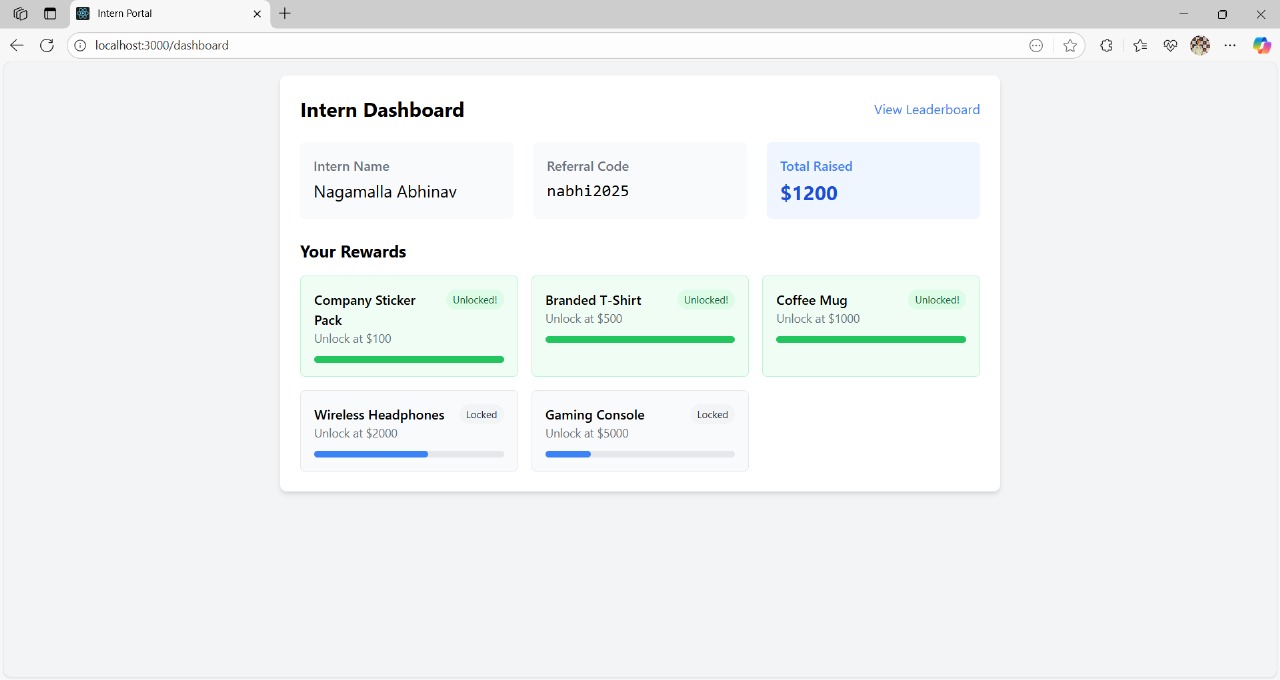 Intern Portal
localhost:3000/dashboard
Intern Dashboard
View Leaderboard
Intern Name
Nagamalla Abhinav
Referral Code
nabhi2025
Total Raised
$1200
Your Rewards
Company Sticker
Pack
Unlocked!
Unlock at $100
Branded T-Shirt
Unlocked!
Unlock at $500
Coffee Mug
Unlocked!
Unlock at $1000
Wireless Headphones
Locked
Unlock at $2000
Gaming Console
Locked
Unlock at $5000